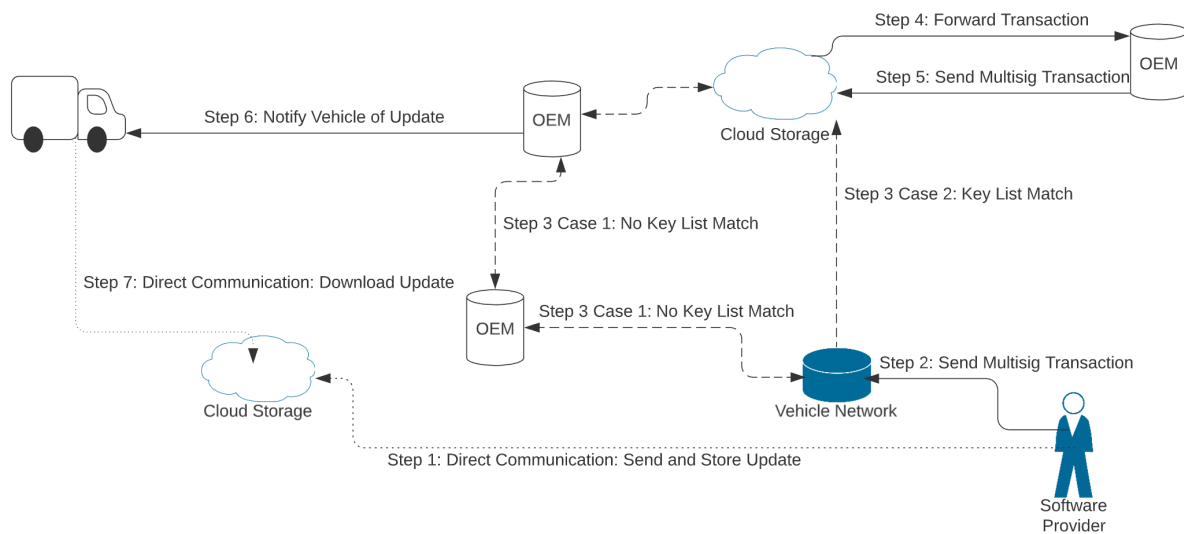 Step 4: Forward Transaction
OEM
Step 5: Send Multisig Transaction
Cloud Storage
Step 6: Notify Vehicle of Update
OEM
Step 3 Case 2: Key List Match
Step 3 Case 1: No Key List Match
Step 7: Direct Communication: Download Update
Step 3 Case 1: No Key List Match
OEM
Step 2: Send Multisig Transaction
Cloud Storage
Vehicle Network
Step 1: Direct Communication: Send and Store Update
Software
Provider